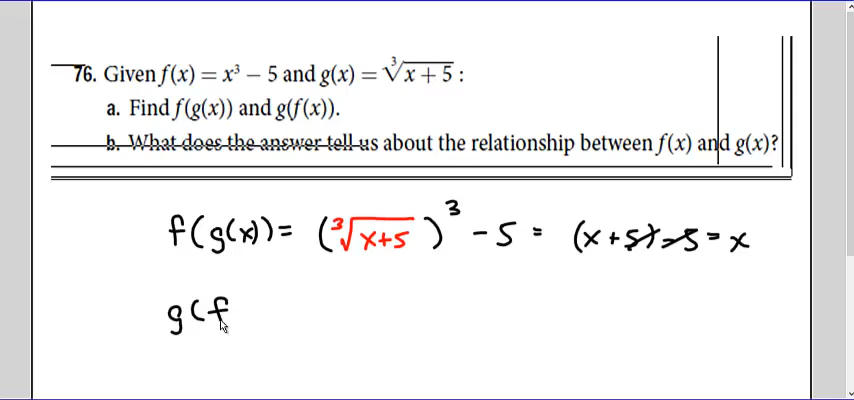 76. Given f(x) = x³ − 5 and g(x) = ∛x + 5 :
a. Find f(g(x)) and g(f(x)).
b. What does the answer tell us about the relationship between f(x) and g(x)?
f(g(x)) = (∛x+5)³ - 5 = (x+5)-5 = x
g(f